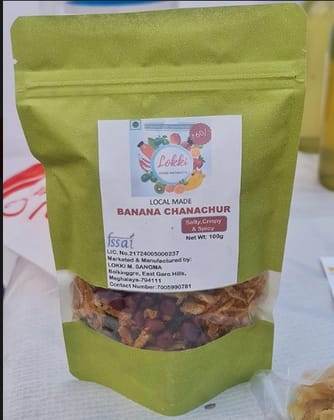 Lokki
LOCAL MADE
BANANA CHANACHUR
Salty,Crispy
& Spicy
Net Wt: 100g
fssai
LIC. No.21724005000237
Marketed & Manufactured by:
LOKKI M. SANGMA
Bolkinggre, East Garo Hills,
Meghalaya-794111
Contact Number:7005990781